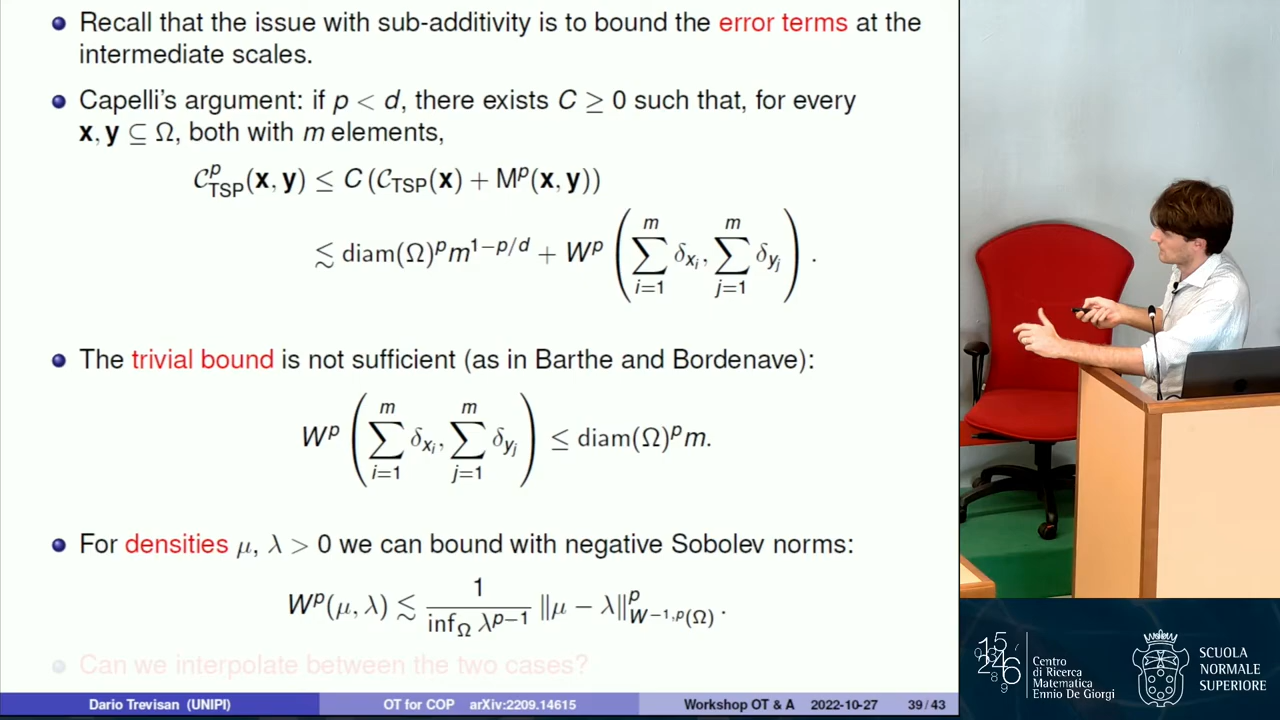 Recall that the issue with sub-additivity is to bound the error terms at the
intermediate scales.
Capelli's argument: if p < d, there exists C ≥ 0 such that, for every
x, y ⊆ Ω, both with m elements,
C^p_TSP(x, y) ≤ C (C_TSP(x) + M^p(x, y))
≲ diam(Ω)^p m^{1−p/d} + W^p ( ∑_{i=1}^m δ_{x_i}, ∑_{j=1}^m δ_{y_j} ) .
The trivial bound is not sufficient (as in Barthe and Bordenave):
W^p ( ∑_{i=1}^m δ_{x_i}, ∑_{j=1}^m δ_{y_j} ) ≤ diam(Ω)^p m.
For densities μ, λ > 0 we can bound with negative Sobolev norms:
W^p(μ, λ) ≲ 1 / inf_Ω λ^{p−1} ‖μ − λ‖^p_{W^{−1,p}(Ω)} .
Can we interpolate between the two cases?
Dario Trevisan (UNIPI) OT for COP arXiv:2209.14615 Workshop OT & A 2022-10-27 39 / 43
Centro
di Ricerca
Matematica
Ennio De Giorgi
SCUOLA
NORMALE
SUPERIORE